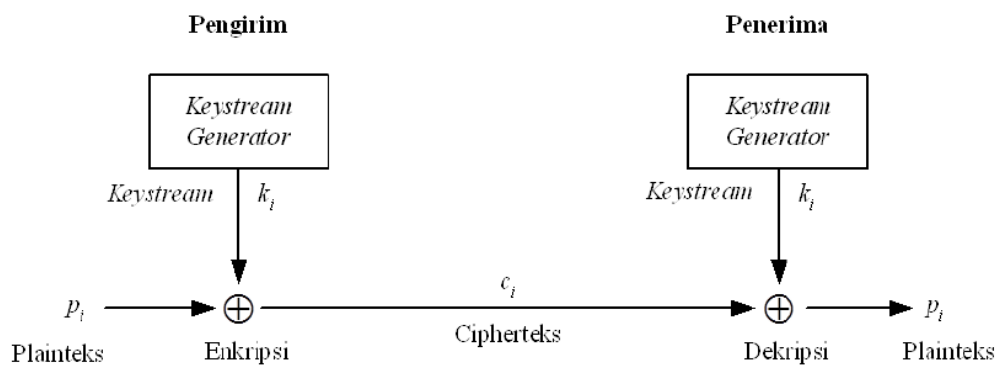 Pengirim
Penerima
Keystream
Generator
Keystream
Generator
Keystream
k_i
Keystream
k_i
p_i
c_i
p_i
Plainteks
Enkripsi
Cipherteks
Dekripsi
Plainteks